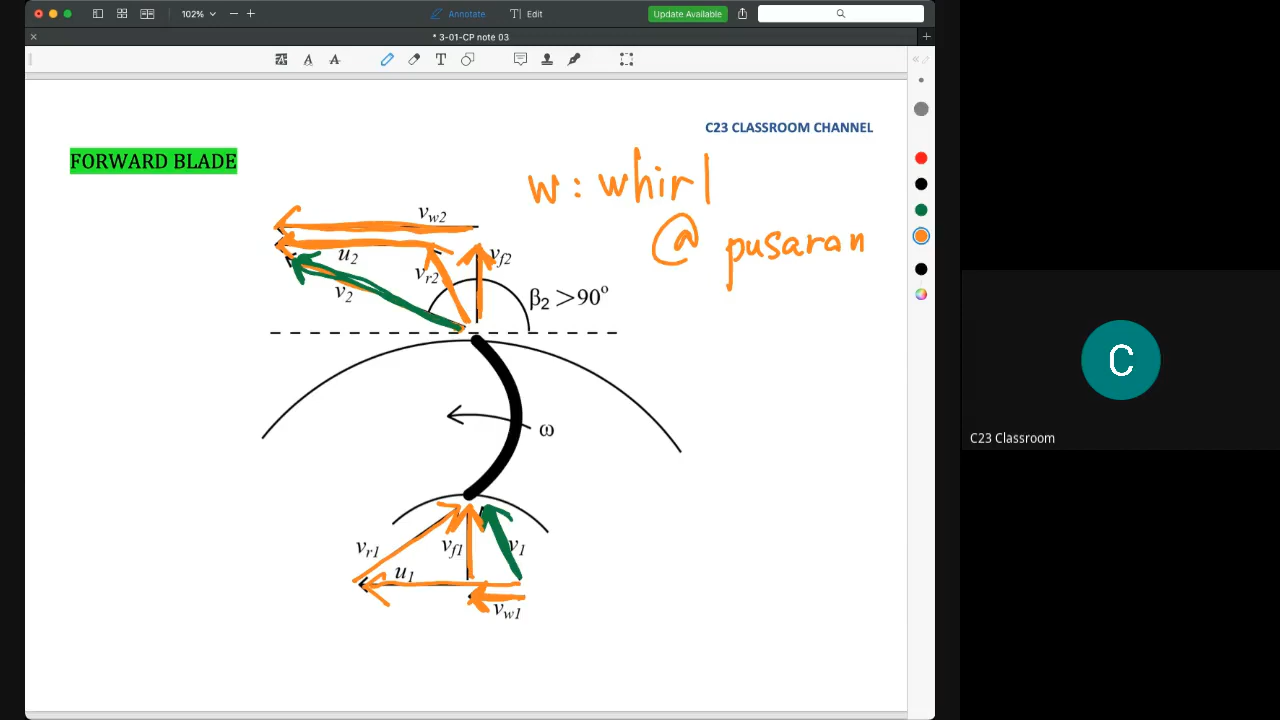 102%
Annotate
T Edit
Update Available
* 3-01-CP note 03
C23 CLASSROOM CHANNEL
FORWARD BLADE
w : whirl
@ pusaran
v_w2
u_2
v_r2
v_f2
v_2
β_2 >90°
ω
v_r1
v_f1
v_1
u_1
v_w1
C
C23 Classroom